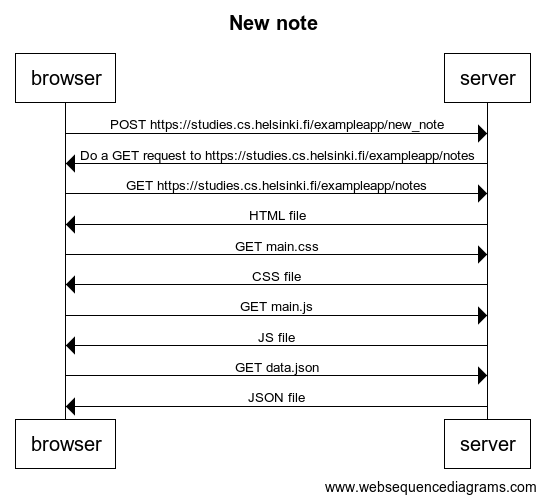 New note
browser server
POST https://studies.cs.helsinki.fi/exampleapp/new_note
Do a GET request to https://studies.cs.helsinki.fi/exampleapp/notes
GET https://studies.cs.helsinki.fi/exampleapp/notes
HTML file
GET main.css
CSS file
GET main.js
JS file
GET data.json
JSON file
browser server
www.websequencediagrams.com